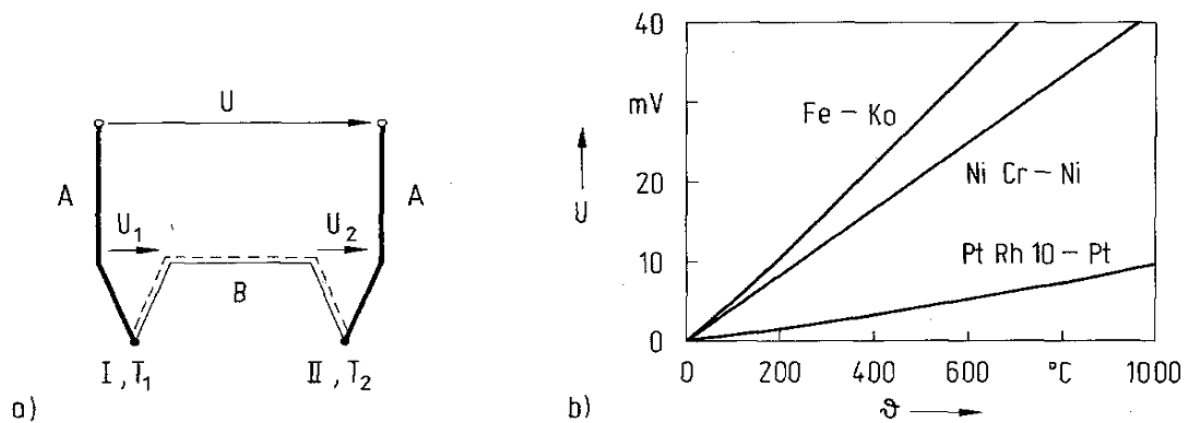 U
A
A
U₁
U₂
B
I , T₁
II , T₂
a)
40
mV
20
10
0
U
Fe – Ko
Ni Cr – Ni
Pt Rh 10 – Pt
0
200
400
600
°C
1000
ϑ
b)